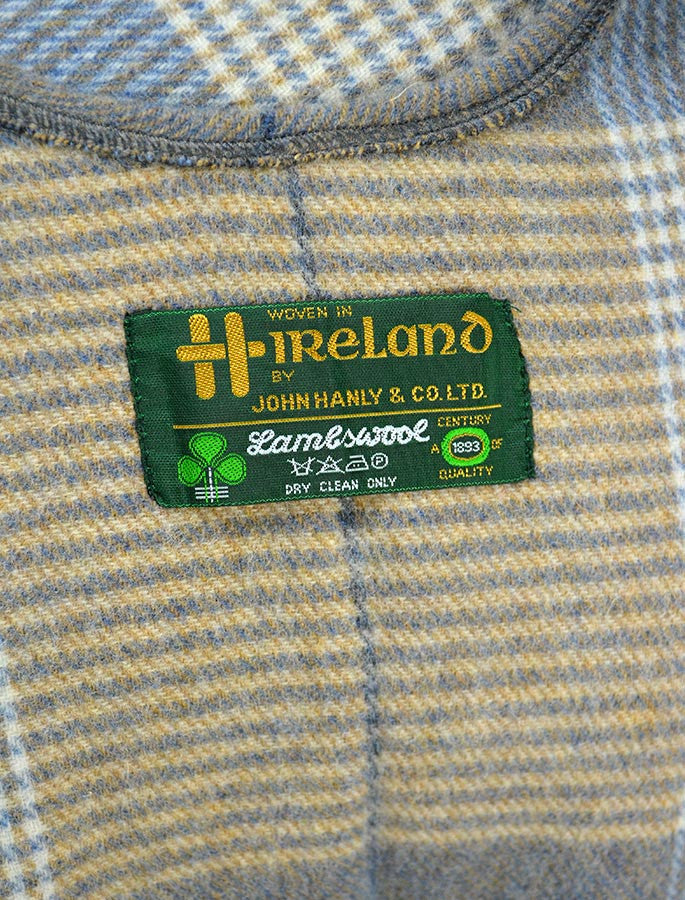 WOVEN IN
H IRELAND
BY
JOHN HANLY & CO. LTD.
Lambswool
DRY CLEAN ONLY
CENTURY
A 1893 OF
QUALITY